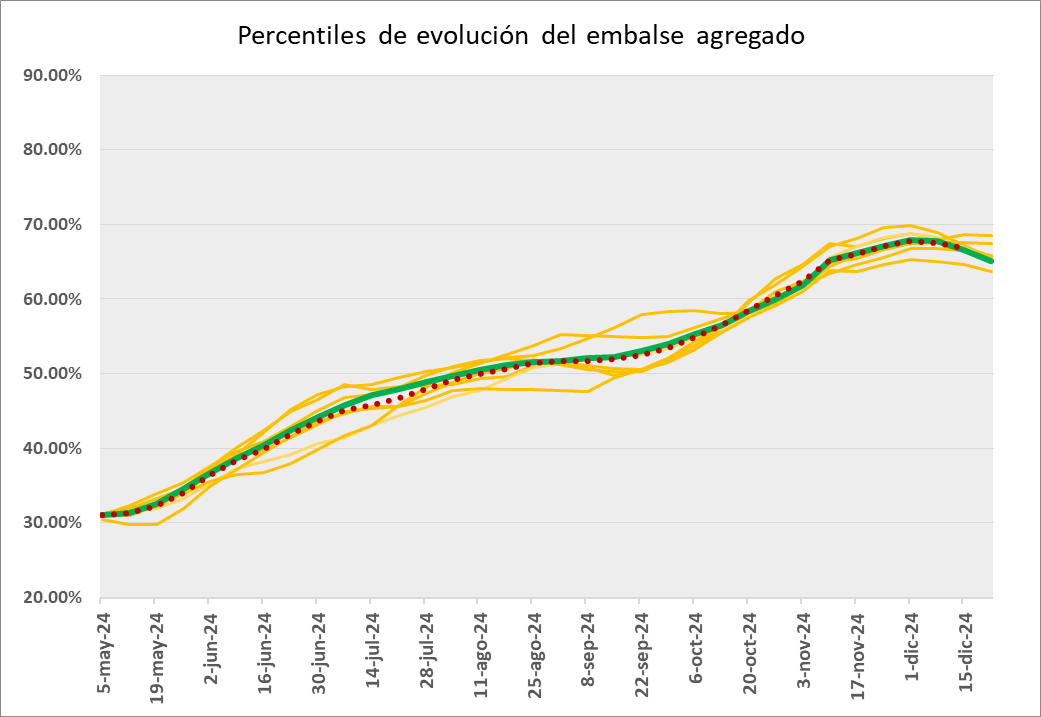 Percentiles de evolución del embalse agregado
90.00%
80.00%
70.00%
60.00%
50.00%
40.00%
30.00%
20.00%
5-may-24
19-may-24
2-jun-24
16-jun-24
30-jun-24
14-jul-24
28-jul-24
11-ago-24
25-ago-24
8-sep-24
22-sep-24
6-oct-24
20-oct-24
3-nov-24
17-nov-24
1-dic-24
15-dic-24